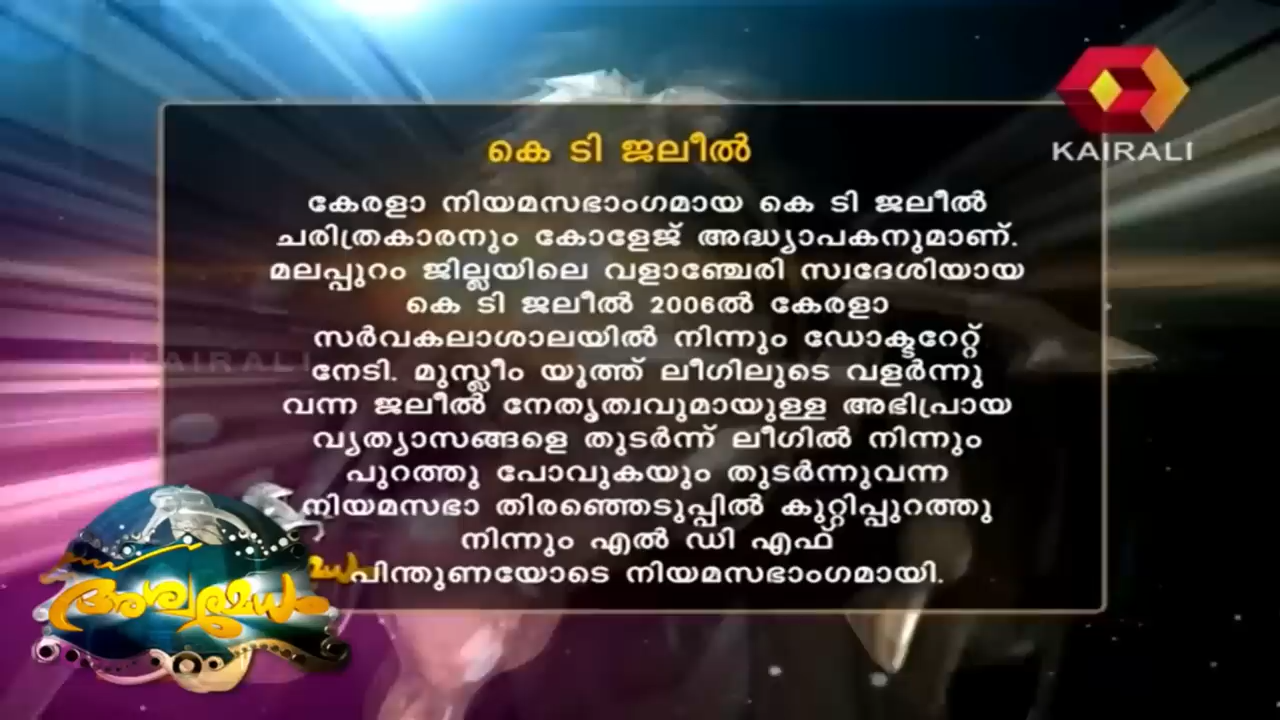 KAIRALI
കെ ടി ജലീൽ
കേരളാ നിയമസഭാംഗമായ കെ ടി ജലീൽ
ചരിത്രകാരനും കോളേജ് അദ്ധ്യാപകനുമാണ്.
മലപ്പുറം ജില്ലയിലെ വളാഞ്ചേരി സ്വദേശിയായ
കെ ടി ജലീൽ 2006ൽ കേരളാ
സർവകലാശാലയിൽ നിന്നും ഡോക്ടറേറ്റ്
നേടി. മുസ്ലീം യൂത്ത് ലീഗിലൂടെ വളർന്നു
വന്ന ജലീൽ നേതൃത്വവുമായുള്ള അഭിപ്രായ
വ്യത്യാസങ്ങളെ തുടർന്ന് ലീഗിൽ നിന്നും
പുറത്തു പോവുകയും തുടർന്നുവന്ന
നിയമസഭാ തിരഞ്ഞെടുപ്പിൽ കുറ്റിപ്പുറത്തു
നിന്നും എൽ ഡി എഫ്
പിന്തുണയോടെ നിയമസഭാംഗമായി.
KAIRALI
അശ്വമേധം